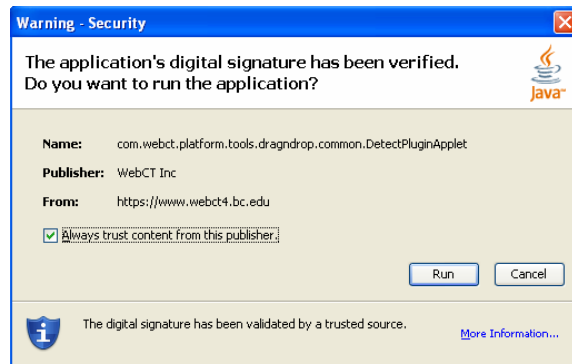 Warning - Security
The application's digital signature has been verified.
Do you want to run the application?
Java™
Name: com.webct.platform.tools.dragndrop.common.DetectPluginApplet
Publisher: WebCT Inc
From: https://www.webct4.bc.edu
Always trust content from this publisher.
Run Cancel
The digital signature has been validated by a trusted source.
More Information...